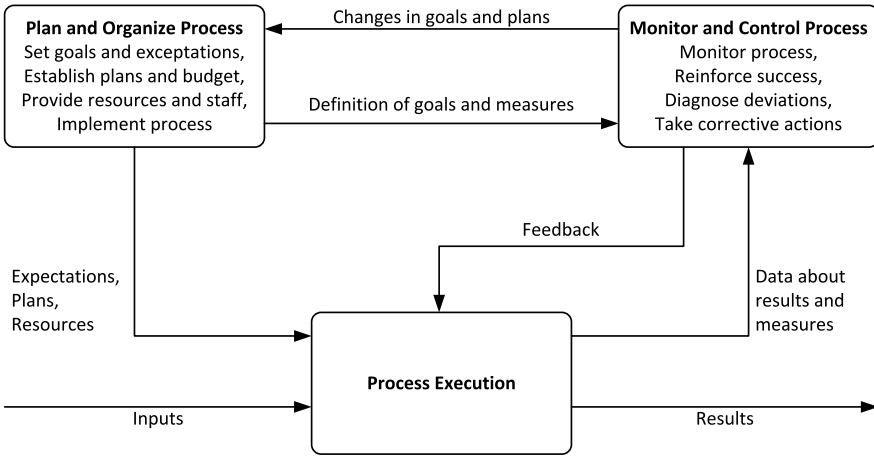 Plan and Organize Process
Set goals and exceptations,
Establish plans and budget,
Provide resources and staff,
Implement process
Changes in goals and plans
Definition of goals and measures
Monitor and Control Process
Monitor process,
Reinforce success,
Diagnose deviations,
Take corrective actions
Feedback
Expectations,
Plans,
Resources
Data about
results and
measures
Process Execution
Inputs
Results